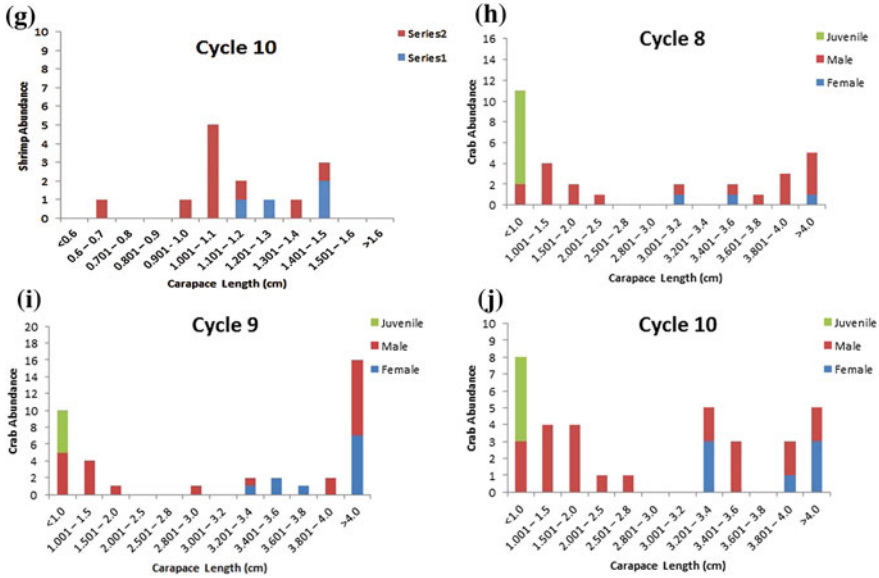 (g)
Cycle 10
Series2
Series1
Shrimp Abundance
10
9
8
7
6
5
4
3
2
1
0
<0.6
0.6 – 0.7
0.701 – 0.8
0.801 – 0.9
0.901 – 1.0
1.001 – 1.1
1.101 – 1.2
1.201 – 1.3
1.301 – 1.4
1.401 – 1.5
1.501 – 1.6
>1.6
Carapace Length (cm)
(h)
Cycle 8
Juvenile
Male
Female
Crab Abundance
16
14
12
10
8
6
4
2
0
<1.0
1.001 – 1.5
1.501 – 2.0
2.001 – 2.5
2.501 – 2.8
2.801 – 3.0
3.001 – 3.2
3.201 – 3.4
3.401 – 3.6
3.601 – 3.8
3.801 – 4.0
>4.0
Carapace Length (cm)
(i)
Cycle 9
Juvenile
Male
Female
Crab Abundance
20
18
16
14
12
10
8
6
4
2
0
<1.0
1.001 – 1.5
1.501 – 2.0
2.001 – 2.5
2.501 – 2.8
2.801 – 3.0
3.001 – 3.2
3.201 – 3.4
3.401 – 3.6
3.601 – 3.8
3.801 – 4.0
>4.0
Carapace Length (cm)
(j)
Cycle 10
Juvenile
Male
Female
Crab Abundance
10
9
8
7
6
5
4
3
2
1
0
<1.0
1.001 – 1.5
1.501 – 2.0
2.001 – 2.5
2.501 – 2.8
2.801 – 3.0
3.001 – 3.2
3.201 – 3.4
3.401 – 3.6
3.601 – 3.8
3.801 – 4.0
>4.0
Carapace Length (cm)